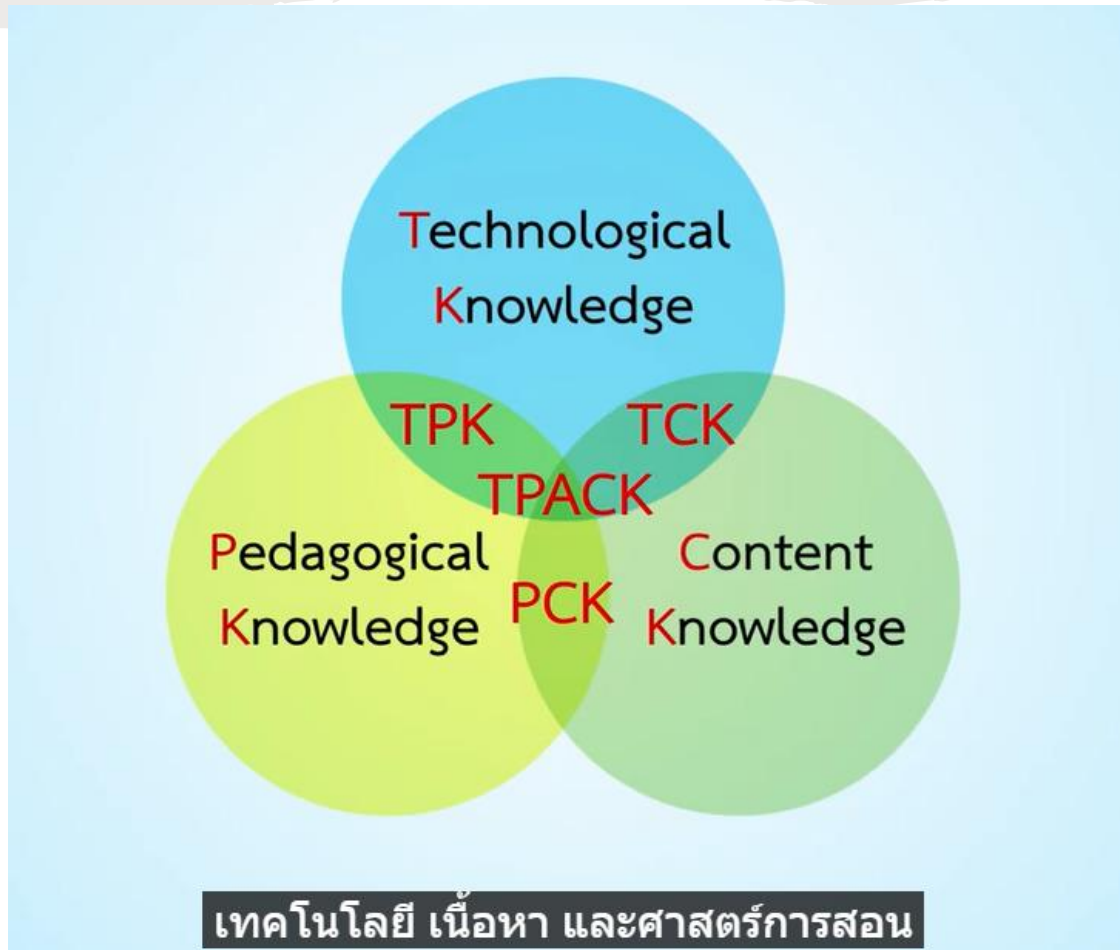 Technological
Knowledge
TPK
TCK
TPACK
Pedagogical
Knowledge
PCK
Content
Knowledge
เทคโนโลยี เนื้อหา และศาสตร์การสอน